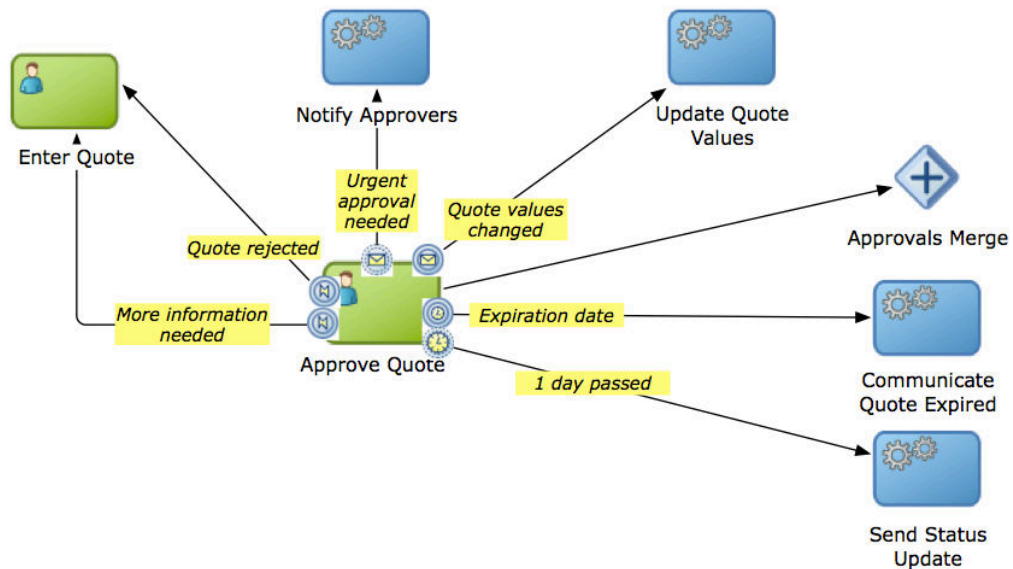 Notify Approvers
Update Quote
Values
Enter Quote
Urgent
approval
needed
Quote values
changed
Approvals Merge
Quote rejected
More information
needed
Expiration date
Approve Quote
1 day passed
Communicate
Quote Expired
Send Status
Update